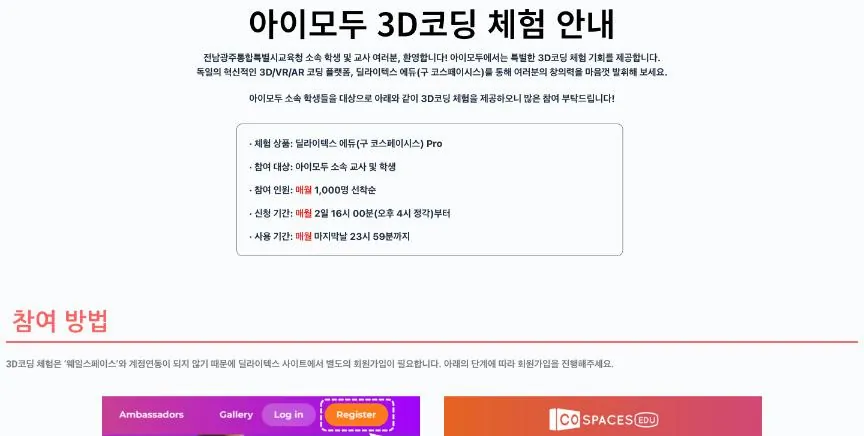 아이모두 3D코딩 체험 안내
전남광주통합특별시교육청 소속 학생 및 교사 여러분, 환영합니다! 아이모두에서는 특별한 3D코딩 체험 기회를 제공합니다.
독일의 혁신적인 3D/VR/AR 코딩 플랫폼, 딜라이텍스 에듀(구 코스페이시스)를 통해 여러분의 창의력을 마음껏 발휘해 보세요.
아이모두 소속 학생들을 대상으로 아래와 같이 3D코딩 체험을 제공하오니 많은 참여 부탁드립니다!
· 체험 상품: 딜라이텍스 에듀(구 코스페이시스) Pro
· 참여 대상: 아이모두 소속 교사 및 학생
· 참여 인원: 매월 1,000명 선착순
· 신청 기간: 매월 2일 16시 00분(오후 4시 정각)부터
· 사용 기간: 매월 마지막날 23시 59분까지
참여 방법
3D코딩 체험은 '웨일스페이스'와 계정연동이 되지 않기 때문에 딜라이텍스 사이트에서 별도의 회원가입이 필요합니다. 아래의 단계에 따라 회원가입을 진행해주세요.
Ambassadors Gallery Log in Register
COSPACES EDU